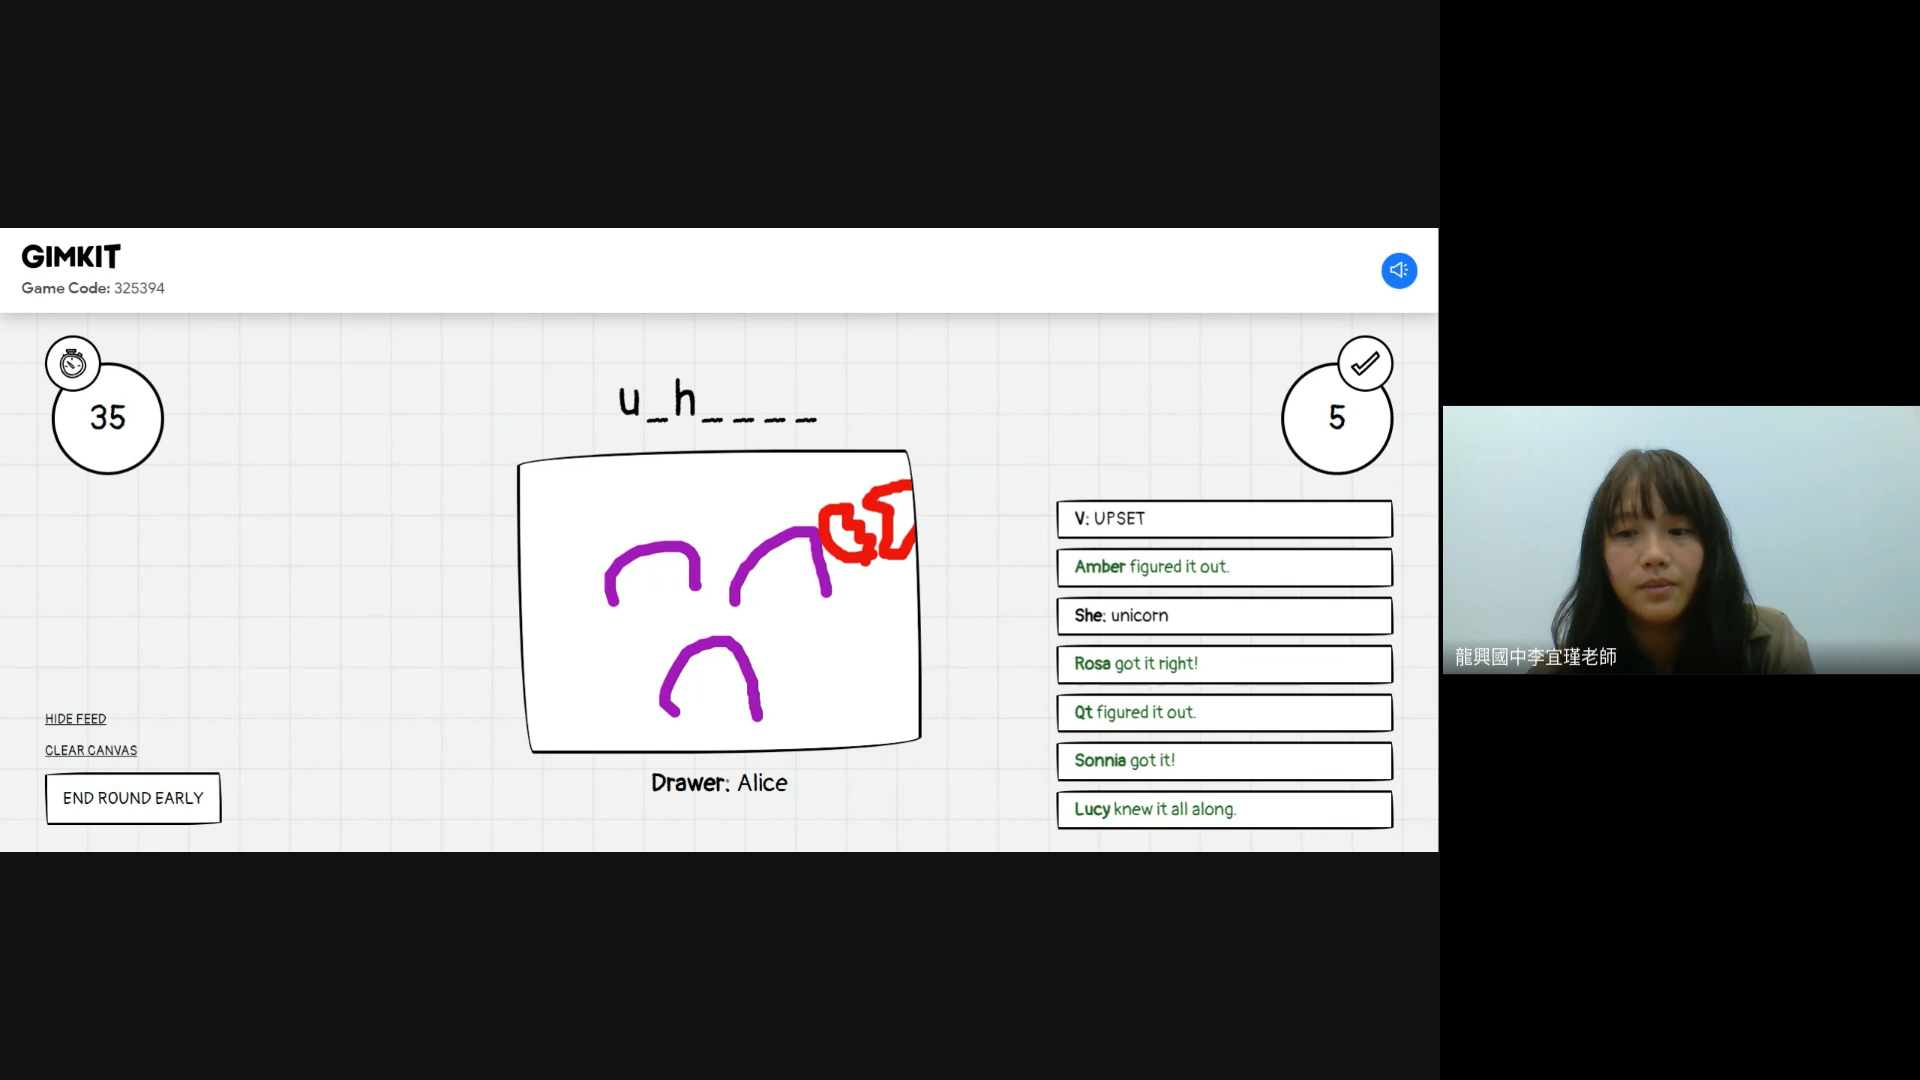 GIMKIT
Game Code: 325394
35
u_h____
5
V: UPSET
Amber figured it out.
She: unicorn
Rosa got it right!
Qt figured it out.
Sonnia got it!
Lucy knew it all along.
HIDE FEED
CLEAR CANVAS
END ROUND EARLY
Drawer: Alice
龍興國中李宜瑾老師